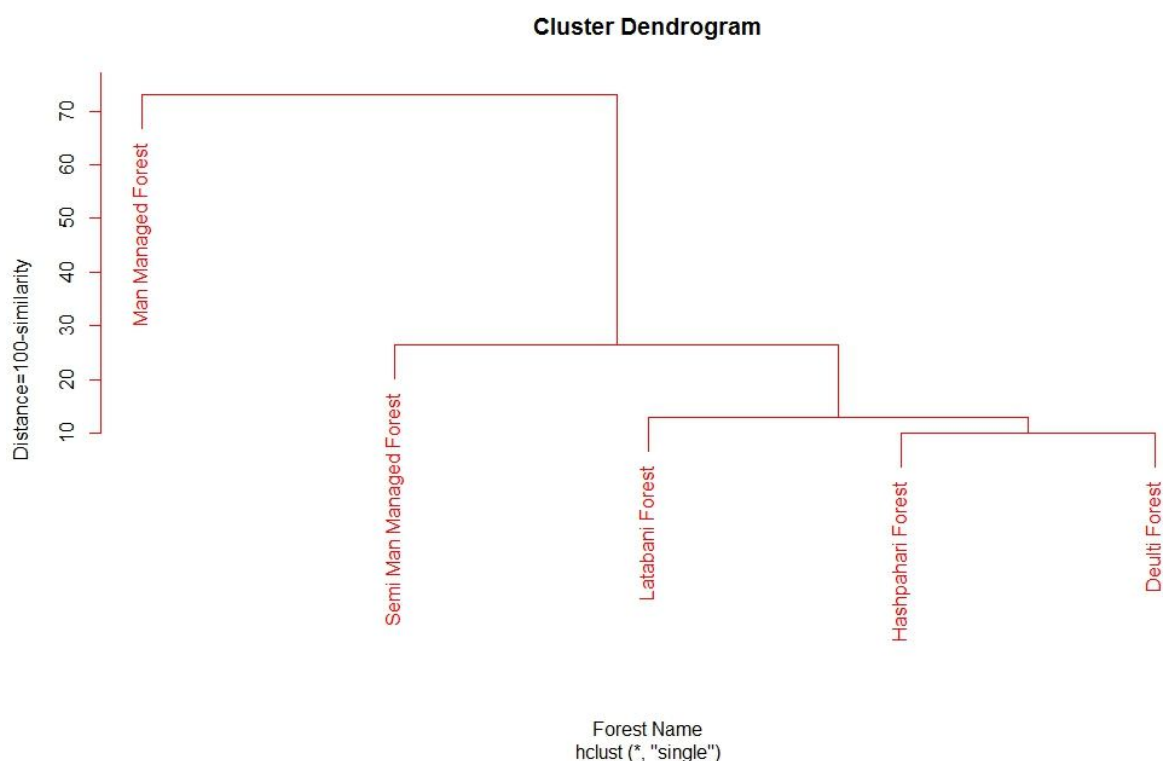 Cluster Dendrogram
Distance=100-similarity
70
60
50
40
30
20
10
Man Managed Forest
Semi Man Managed Forest
Latabani Forest
Hashpahari Forest
Deulti Forest
Forest Name
hclust (*, "single")